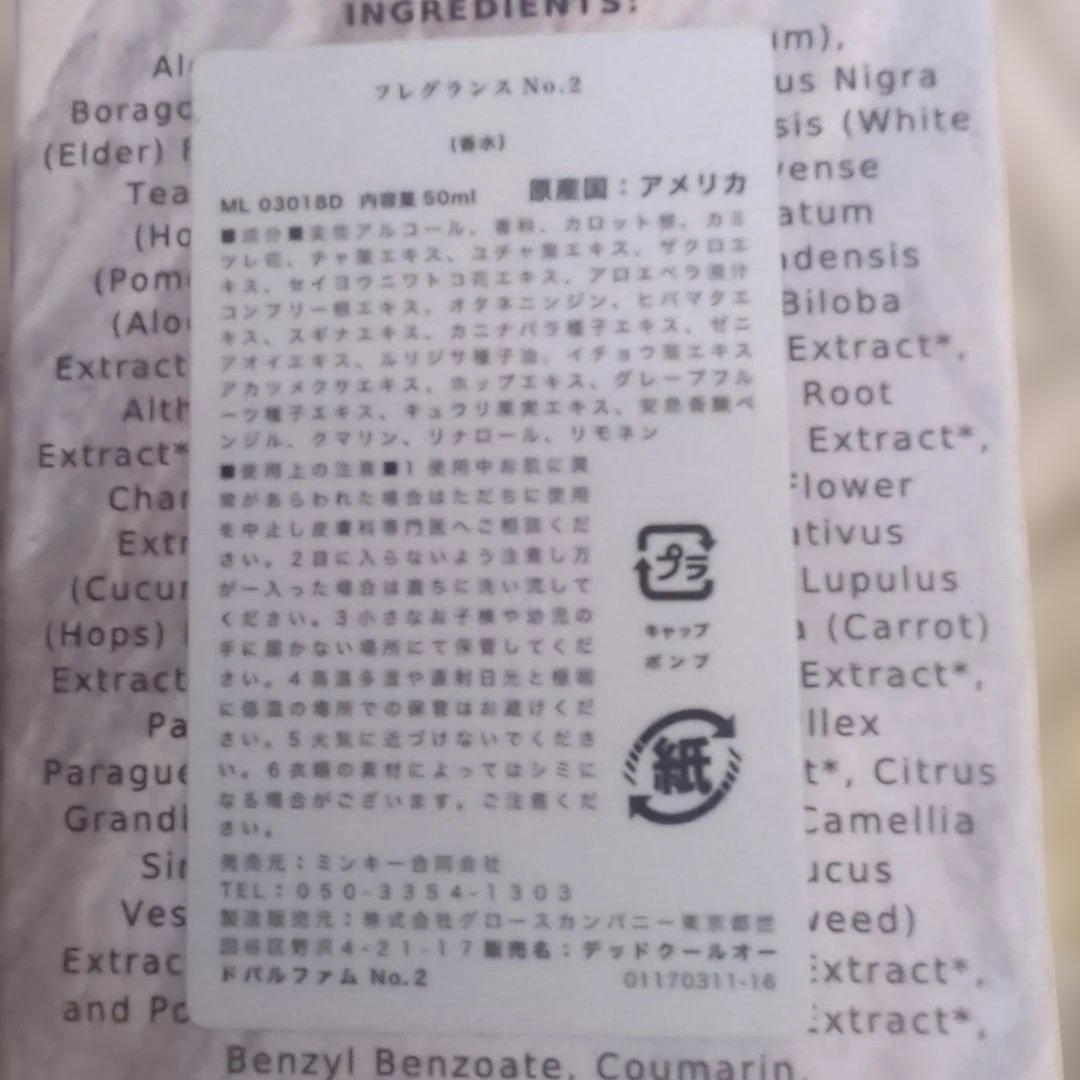 INGREDIENTS:
um),
us Nigra
Borago
(Elder)
sis (White
Tea
vense
(Ho
atum
(Pom
ndensis
(Alo
Biloba
Extract
Extract*,
Alth
Root
Extract*
Extract*,
Cha
Flower
Extr
ativus
(Cucu
Lupulus
(Hops)
(Carrot)
Extract
Extract*,
Pa
Ilex
Paragu
t*, Citrus
Grandi
Camellia
ucus
Ves
weed)
Extrac
Extract*,
and Po
Extract*,
Benzyl Benzoate, Coumarin,
フレグランスNo.2
(香水)
ML 03018D 内容量50ml 原産国：アメリカ
■成分■変性アルコール、香料、カロット根、カミ
ツレ花、チャ葉エキス、ユチャ葉エキス、ザクロエ
キス、セイヨウニワトコ花エキス、アロエベラ液汁
コンフリー根エキス、オタネニンジン、ヒバマタエ
キス、スギナエキス、カニナバラ種子エキス、ゼニ
アオイエキス、ルリジサ種子油、イチョウ葉エキス
アカツメクサエキス、ホップエキス、グレープフル
ーツ種子エキス、キュウリ果実エキス、安息香酸ベ
ンジル、クマリン、リナロール、リモネン
■使用上の注意■1 使用中お肌に異
常があらわれた場合はただちに使用
を中止し皮膚科専門医へご相談くだ
さい。2目に入らないよう注意し万
が一入った場合は直ちに洗い流して
ください。3小さなお子様や幼児の
手に届かない場所にて保管してくだ
さい。4高温多湿や直射日光と極端
に低温の場所での保管はお避けくだ
さい。5火気に近づけないでくださ
い。6衣類の素材によってはシミに
なる場合がございます。ご注意くだ
さい。
プラ
キャップ
ポンプ
紙
発売元：ミンキー合同会社
TEL：050-3354-1303
製造販売元：株式会社グロースカンパニー東京都世
田谷区野沢4-21-17販売名：デッドクールオー
ドパルファム No.2
01170311-16